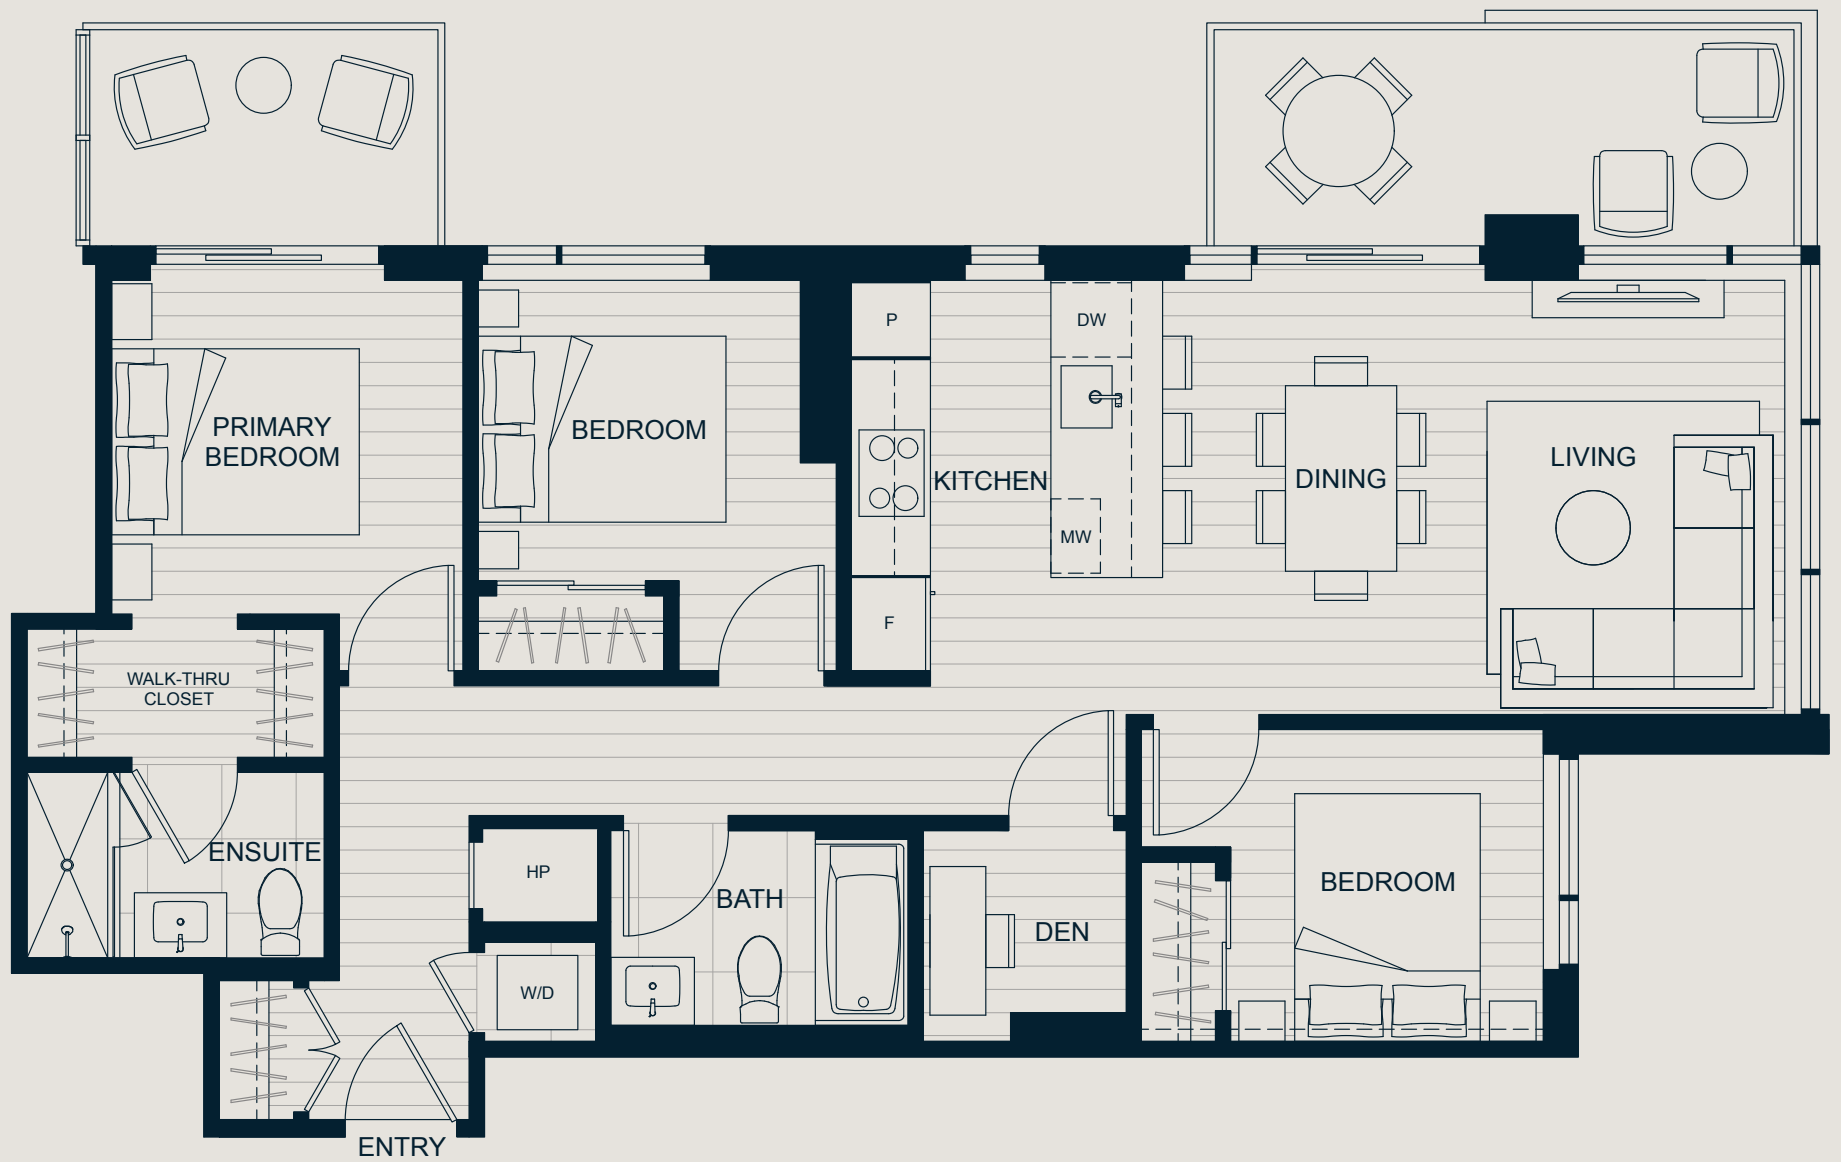 P
DW
PRIMARY
BEDROOM
BEDROOM
KITCHEN
DINING
LIVING
MW
F
WALK-THRU
CLOSET
ENSUITE
HP
BATH
DEN
BEDROOM
W/D
ENTRY